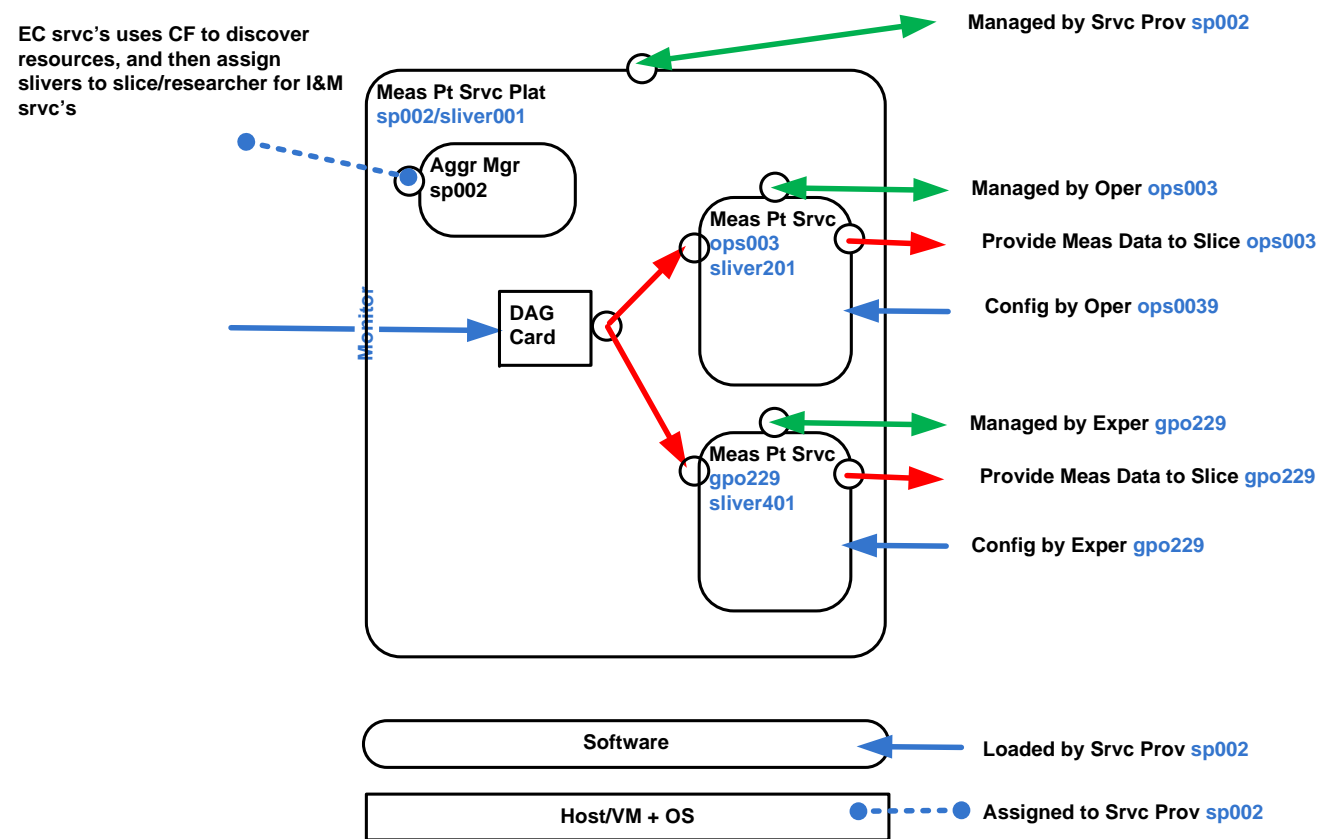 EC srvc's uses CF to discover
resources, and then assign
slivers to slice/researcher for I&M
srvc's
Managed by Srvc Prov sp002
Meas Pt Srvc Plat
sp002/sliver001
Aggr Mgr
sp002
Managed by Oper ops003
Meas Pt Srvc
ops003
sliver201
Provide Meas Data to Slice ops003
Config by Oper ops0039
Monitor
DAG
Card
Managed by Exper gpo229
Meas Pt Srvc
gpo229
sliver401
Provide Meas Data to Slice gpo229
Config by Exper gpo229
Software
Loaded by Srvc Prov sp002
Host/VM + OS
Assigned to Srvc Prov sp002